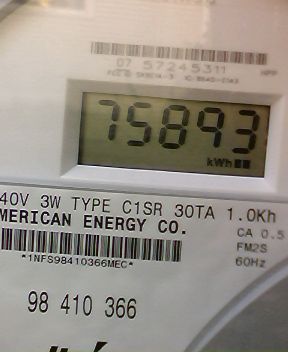 07 57245311
75893
kWh
40V 3W TYPE C1SR 30TA 1.0Kh
MERICAN ENERGY CO.
CA 0.5
FM2S
*1NFS98410366MEC*
60Hz
98 410 366